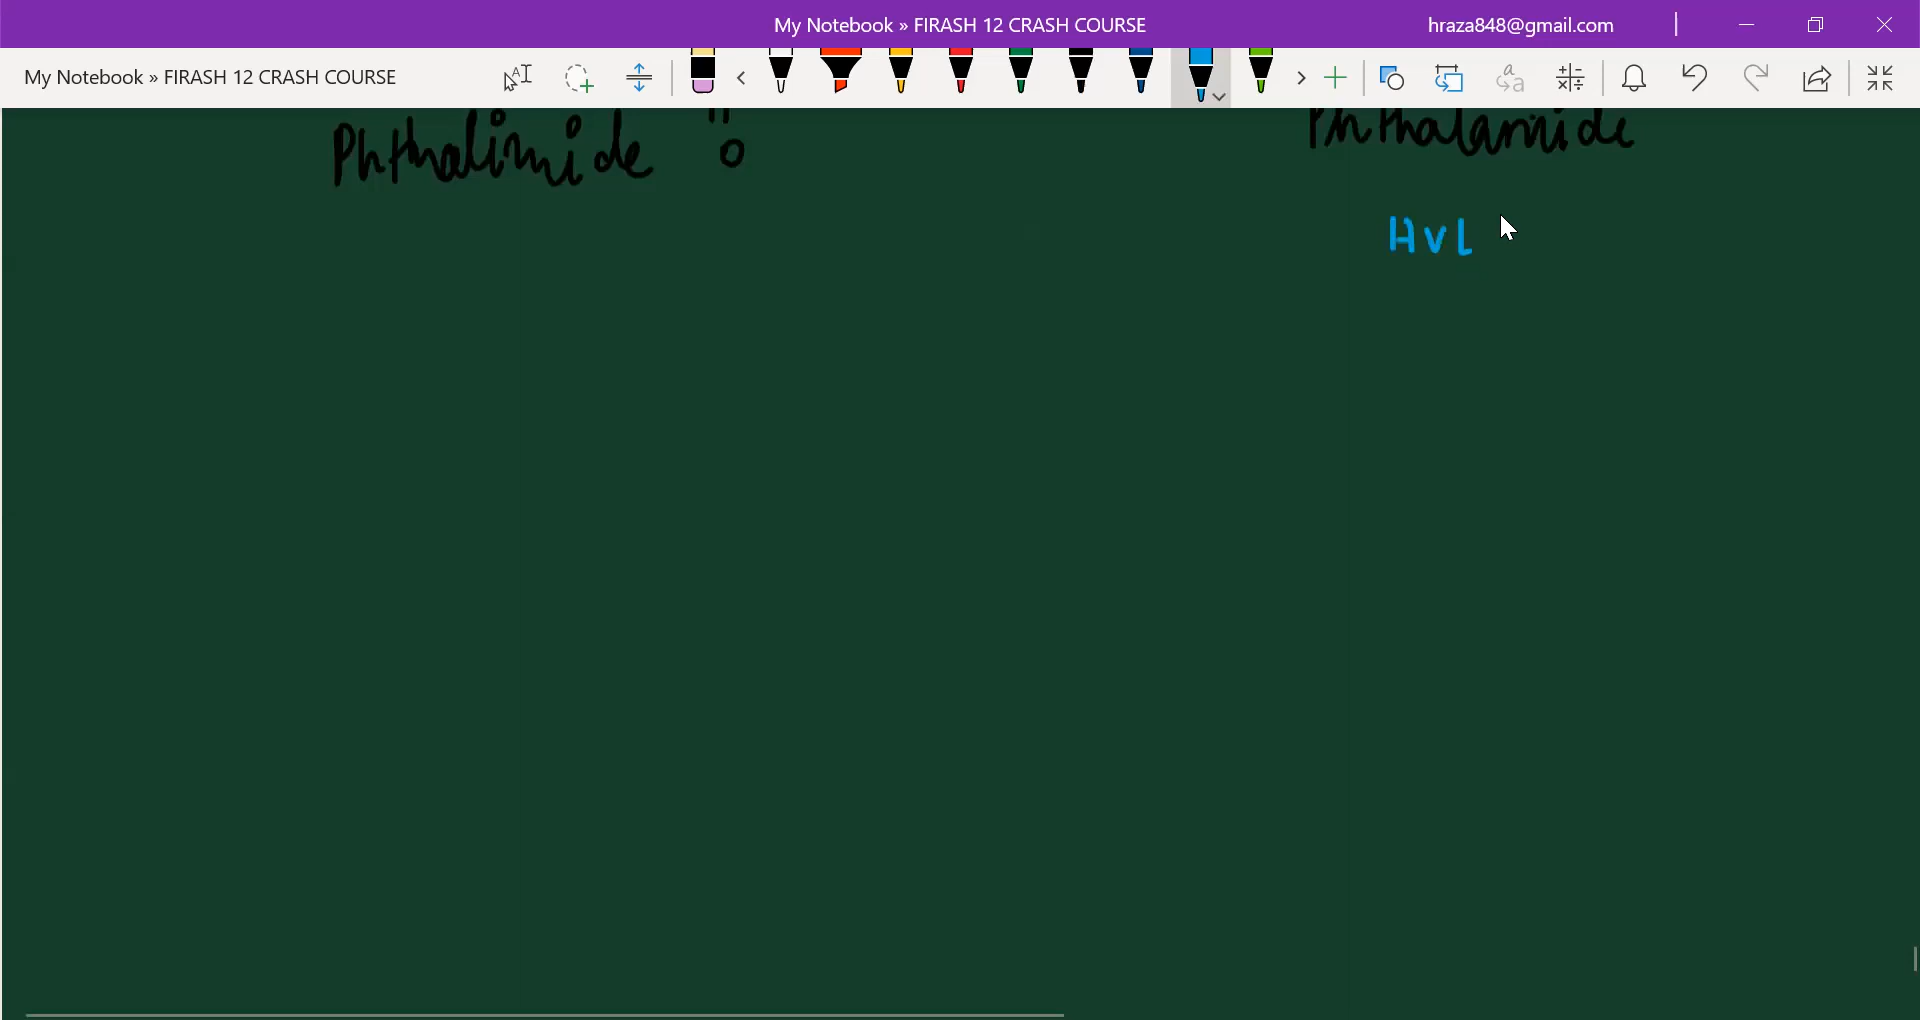 My Notebook » FIRASH 12 CRASH COURSE
hraza848@gmail.com
My Notebook » FIRASH 12 CRASH COURSE
Phthalimide
O
Phthalamide
HVL